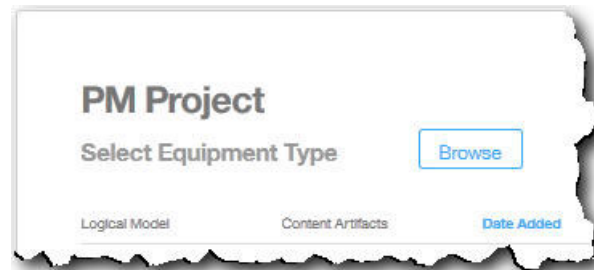 PM Project
Select Equipment Type Browse
Logical Model Content Artifacts Date Added